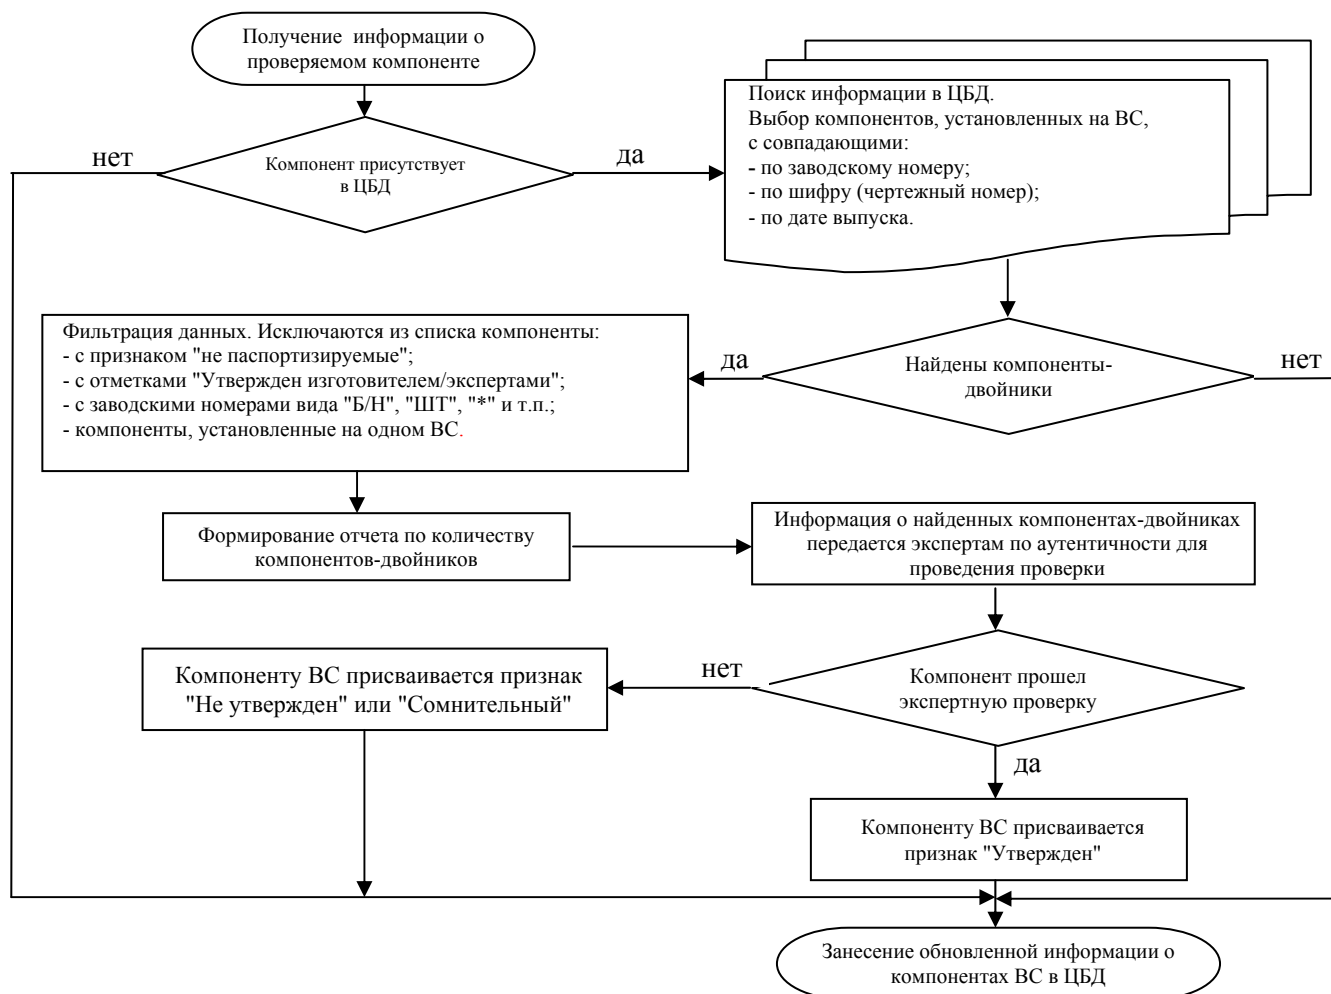 Получение информации о
проверяемом компоненте
нет
Компонент присутствует
в ЦБД
да
Поиск информации в ЦБД.
Выбор компонентов, установленных на ВС,
с совпадающими:
- по заводскому номеру;
- по шифру (чертежный номер);
- по дате выпуска.
Фильтрация данных. Исключаются из списка компоненты:
- с признаком "не паспортизируемые";
- с отметками "Утвержден изготовителем/экспертами";
- с заводскими номерами вида "Б/Н", "ШТ", "*" и т.п.;
- компоненты, установленные на одном ВС.
да
Найдены компоненты-
двойники
нет
Формирование отчета по количеству
компонентов-двойников
Информация о найденных компонентах-двойниках
передается экспертам по аутентичности для
проведения проверки
Компоненту ВС присваивается признак
"Не утвержден" или "Сомнительный"
нет
Компонент прошел
экспертную проверку
да
Компоненту ВС присваивается
признак "Утвержден"
Занесение обновленной информации о
компонентах ВС в ЦБД